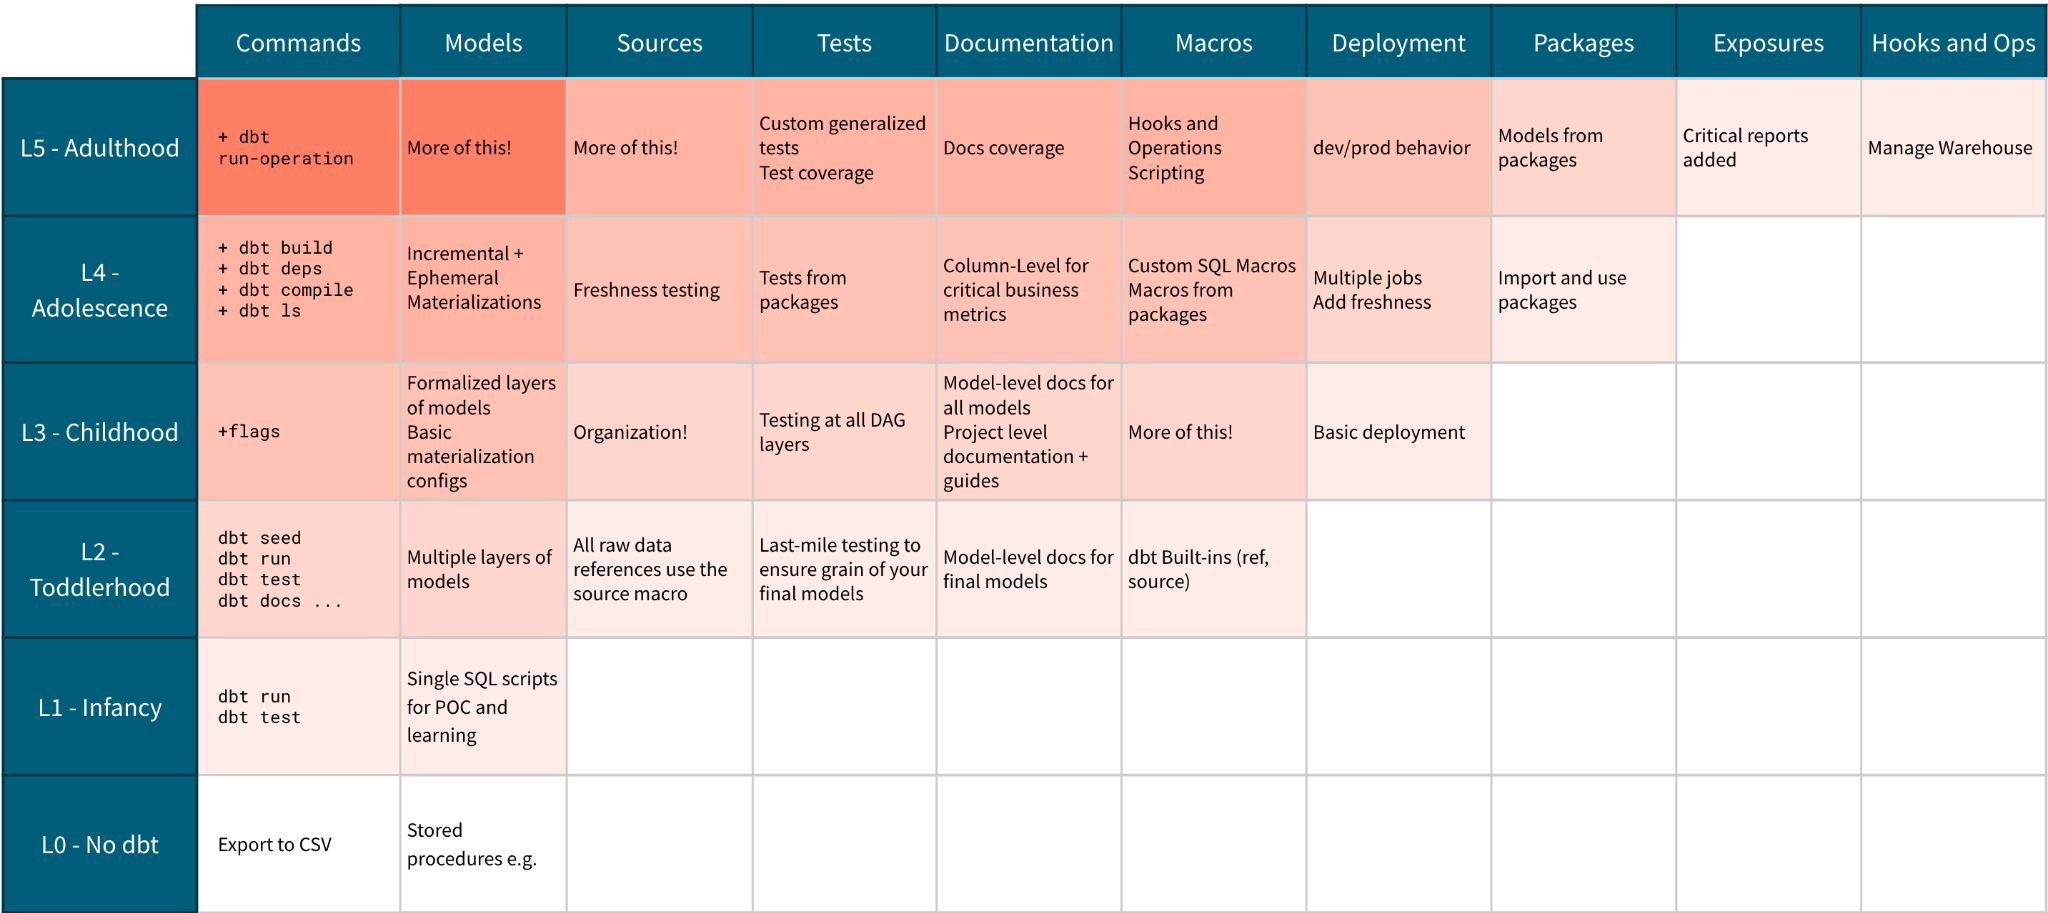 Commands
Models
Sources
Tests
Documentation
Macros
Deployment
Packages
Exposures
Hooks and Ops
L5 - Adulthood
+ dbt
run-operation
More of this!
More of this!
Custom generalized
tests
Test coverage
Docs coverage
Hooks and
Operations
Scripting
dev/prod behavior
Models from
packages
Critical reports
added
Manage Warehouse
L4 -
Adolescence
+ dbt build
+ dbt deps
+ dbt compile
+ dbt ls
Incremental +
Ephemeral
Materializations
Freshness testing
Tests from
packages
Column-Level for
critical business
metrics
Custom SQL Macros
Macros from
packages
Multiple jobs
Add freshness
Import and use
packages
L3 - Childhood
+flags
Formalized layers
of models
Basic
materialization
configs
Organization!
Testing at all DAG
layers
Model-level docs for
all models
Project level
documentation +
guides
More of this!
Basic deployment
L2 -
Toddlerhood
dbt seed
dbt run
dbt test
dbt docs ...
Multiple layers of
models
All raw data
references use the
source macro
Last-mile testing to
ensure grain of your
final models
Model-level docs for
final models
dbt Built-ins (ref,
source)
L1 - Infancy
dbt run
dbt test
Single SQL scripts
for POC and
learning
L0 - No dbt
Export to CSV
Stored
procedures e.g.